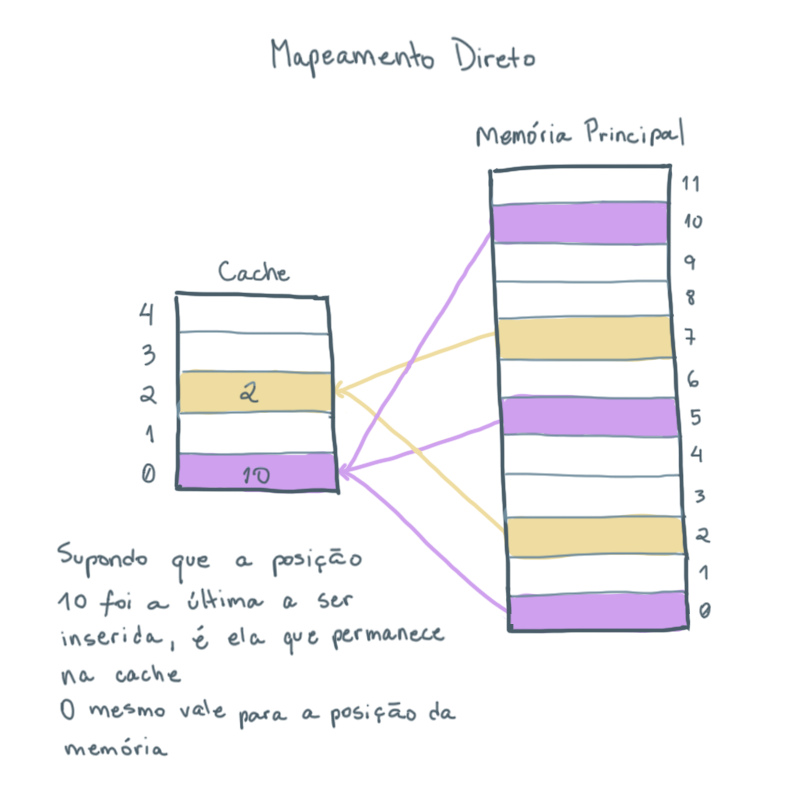 Mapeamento Direto
Memória Principal
11
10
9
8
7
6
5
4
3
2
1
0
Cache
4
3
2 2
1
0 10
Supondo que a posição
10 foi a última a ser
inserida, é ela que permanece
na cache
O mesmo vale para a posição da
memória